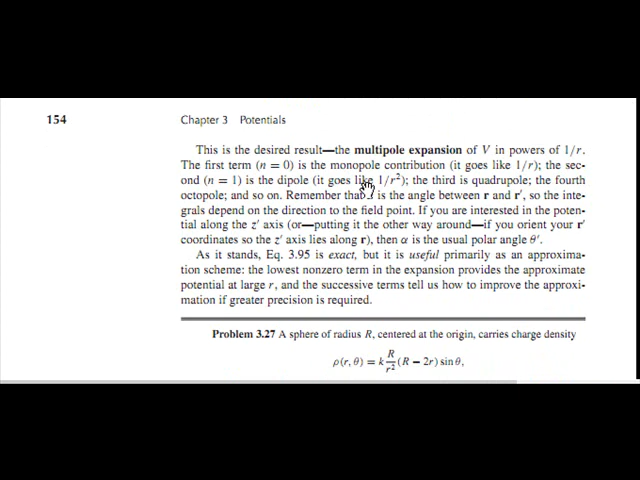 154 Chapter 3 Potentials
This is the desired result—the multipole expansion of V in powers of 1/r.
The first term (n = 0) is the monopole contribution (it goes like 1/r); the sec-
ond (n = 1) is the dipole (it goes like 1/r²); the third is quadrupole; the fourth
octopole; and so on. Remember is the angle between r and r′, so the inte-
grals depend on the direction to the field point. If you are interested in the poten-
tial along the z′ axis (or—putting it the other way around—if you orient your r′
coordinates so the z′ axis lies along r), then α is the usual polar angle θ′.
As it stands, Eq. 3.95 is exact, but it is useful primarily as an approxima-
tion scheme: the lowest nonzero term in the expansion provides the approximate
potential at large r, and the successive terms tell us how to improve the approxi-
mation if greater precision is required.
Problem 3.27 A sphere of radius R, centered at the origin, carries charge density
ρ(r, θ) = k R/r² (R − 2r) sin θ,